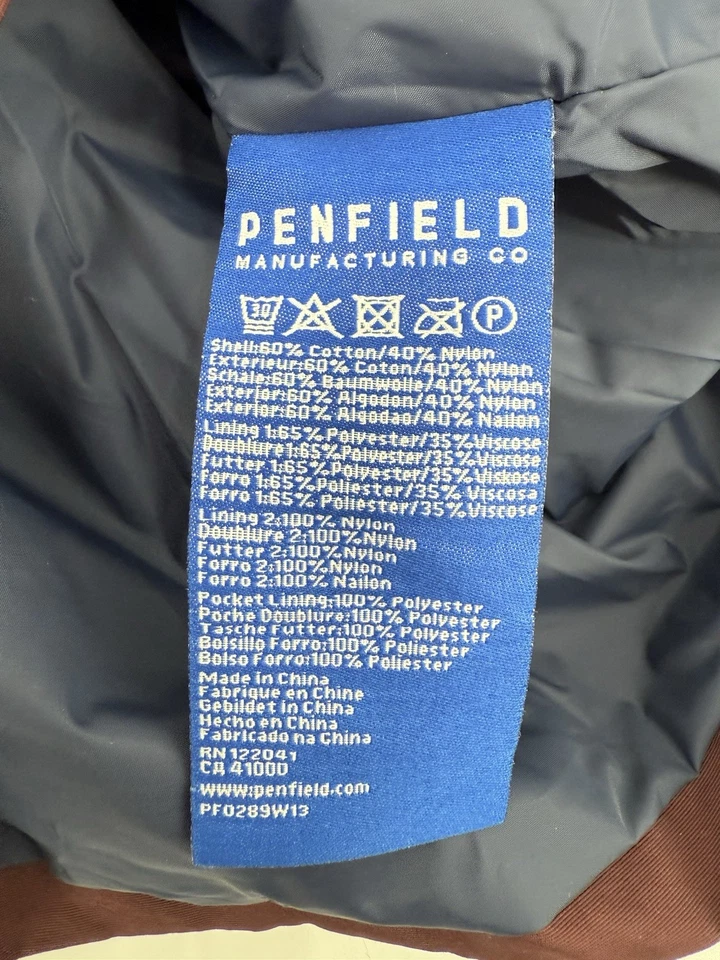 PENFIELD
MANUFACTURING CO
30 P
Shell:60% Cotton/40% Nylon
Exterieur:60% Coton/40% Nylon
Schale:60% Baumwolle/40% Nylon
Exterior:60% Algodon/40% Nylon
Exterior:60% Algodao/40% Nailon
Lining 1:65%Polyester/35%Viscose
Doublure1:65%Polyester/35%Viscose
Futter 1:65%Polyester/35%Viskose
Forro 1:65%Poliester/35%Viscosa
Forro 1:65% Poliester/35%Viscose
Lining 2:100% Nylon
Doublure 2:100%Nylon
Futter 2:100%Nylon
Forro 2:100%Nylon
Forro 2:100% Nailon
Pocket Lining:100% Polyester
Poche Doublure:100% Polyester
Tasche Futter:100% Polyester
Bolsillo Forro:100% Poliester
Bolso Forro:100% Poliester
Made in China
Fabrique en Chine
Gebildet in China
Hecho en China
Fabricado na China
RN 122041
CA 41000
www.penfield.com
PF0289W13